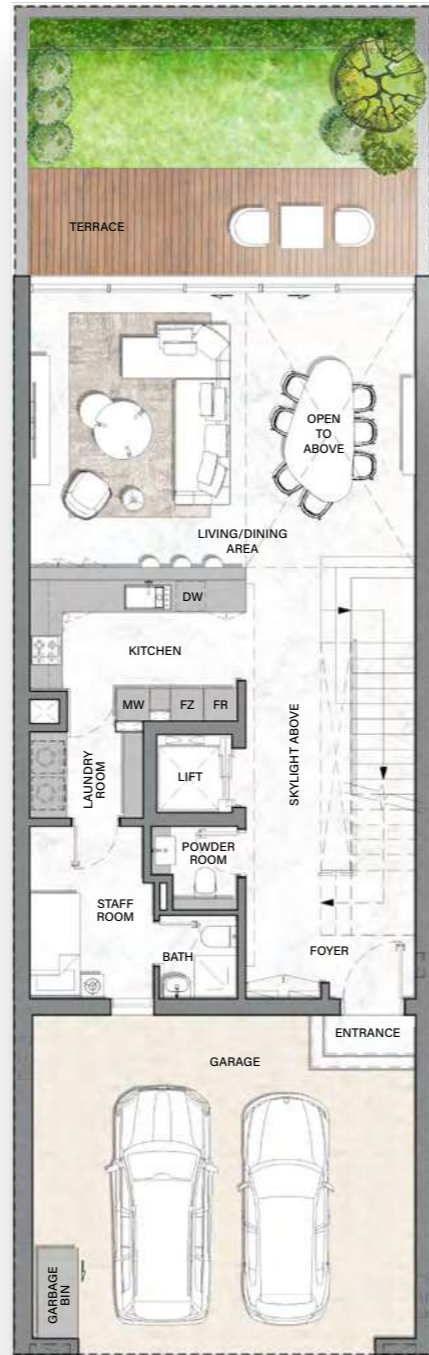 TERRACE
OPEN
TO
ABOVE
LIVING/DINING
AREA
DW
KITCHEN
MW
FZ
FR
LAUNDRY
ROOM
LIFT
SKYLIGHT ABOVE
POWDER
ROOM
STAFF
ROOM
BATH
FOYER
ENTRANCE
GARAGE
GARBAGE
BIN